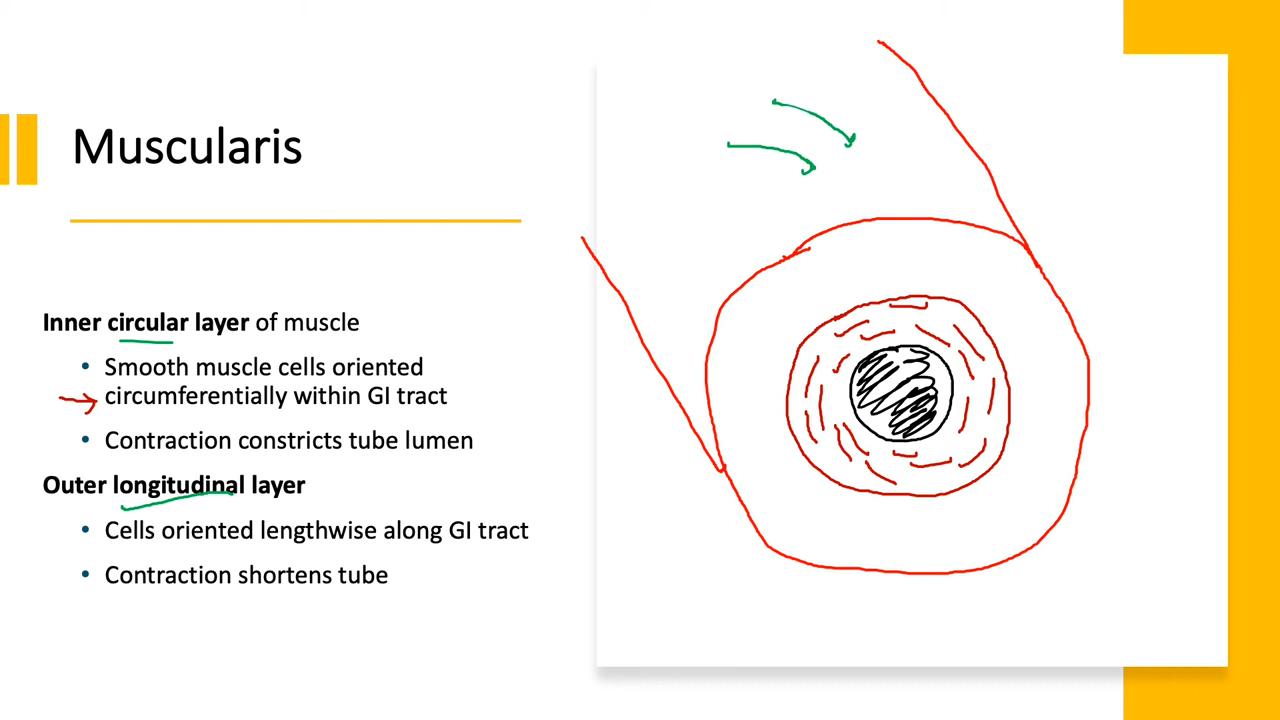 Muscularis
Inner circular layer of muscle
• Smooth muscle cells oriented
circumferentially within GI tract
• Contraction constricts tube lumen
Outer longitudinal layer
• Cells oriented lengthwise along GI tract
• Contraction shortens tube